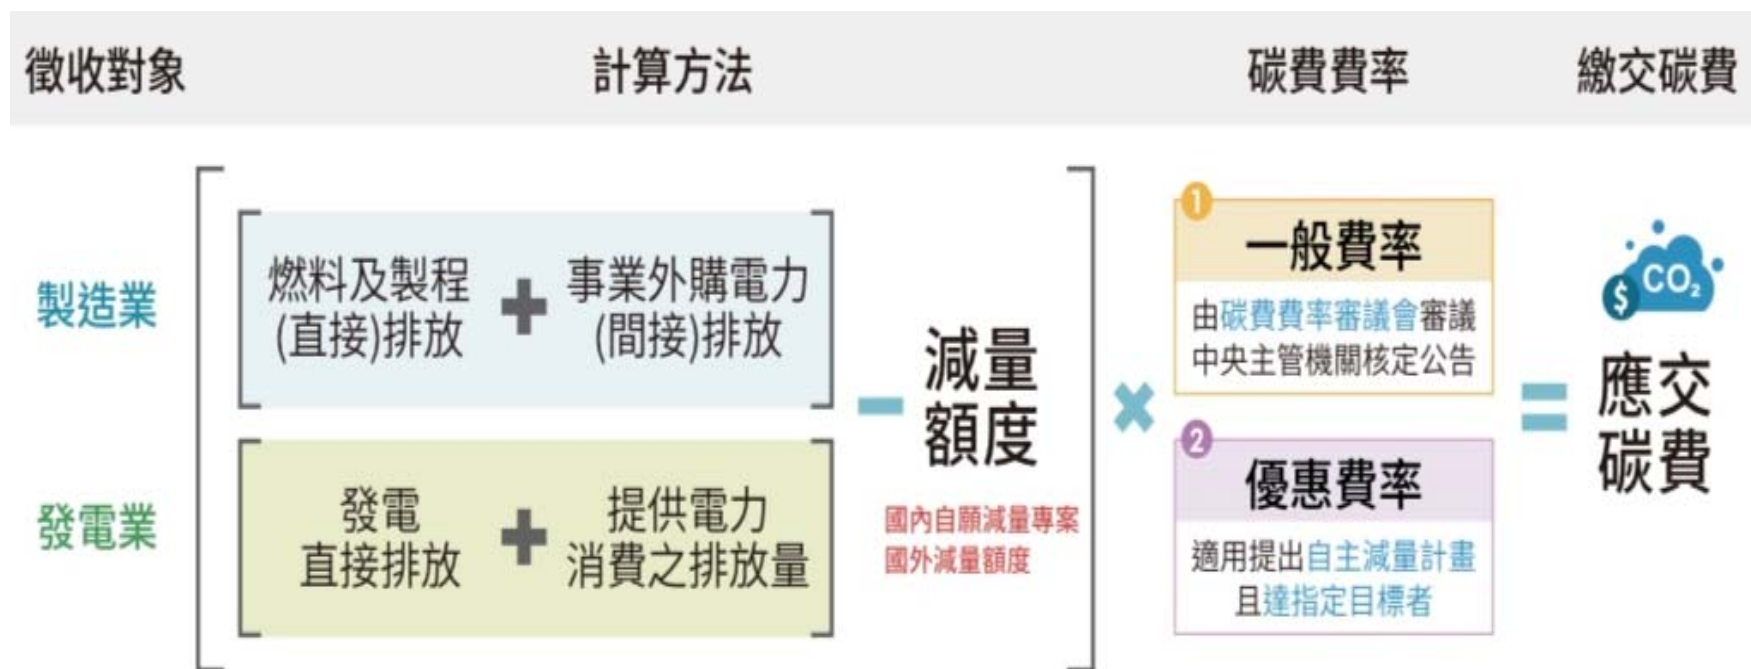 徵收對象
計算方法
碳費費率
繳交碳費
製造業
燃料及製程
(直接)排放
+
事業外購電力
(間接)排放
發電業
發電
直接排放
+
提供電力
消費之排放量
-
減量
額度
國內自願減量專案
國外減量額度
×
1
一般費率
由碳費費率審議會審議
中央主管機關核定公告
2
優惠費率
適用提出自主減量計畫
且達指定目標者
=
$
CO₂
應交
碳費